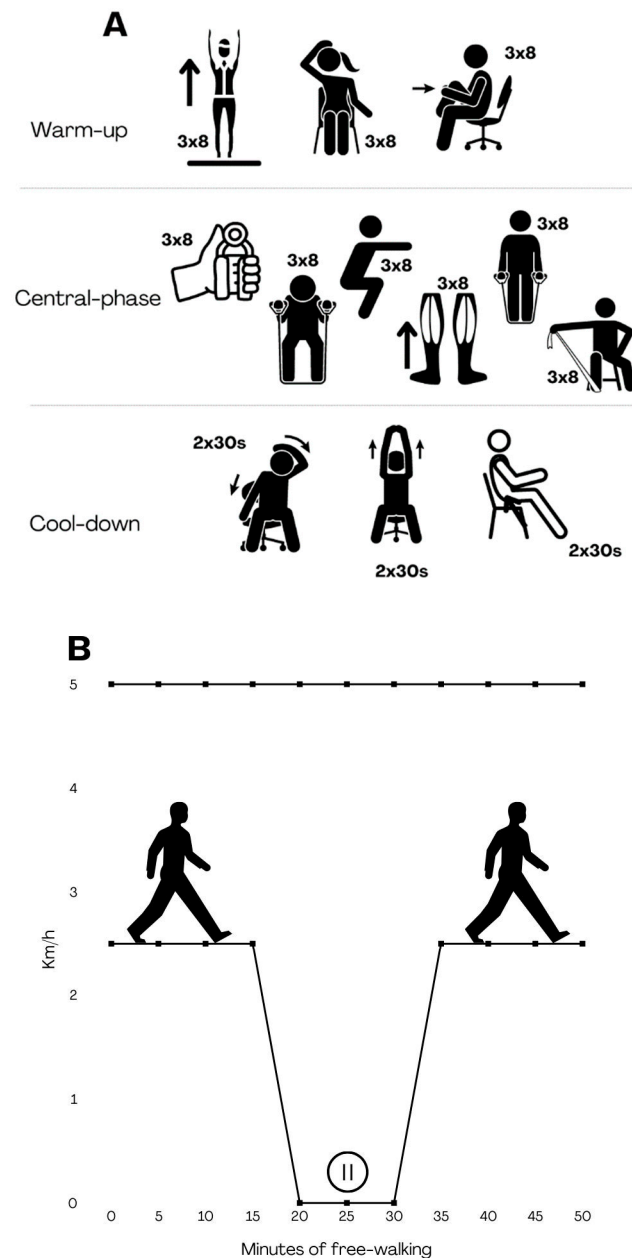 A
Warm-up
3x8
3x8
3x8
Central-phase
3x8
3x8
3x8
3x8
3x8
3x8
Cool-down
2x30s
2x30s
2x30s
B
5
4
3
2
1
0
Km/h
0 5 10 15 20 25 30 35 40 45 50
Minutes of free-walking